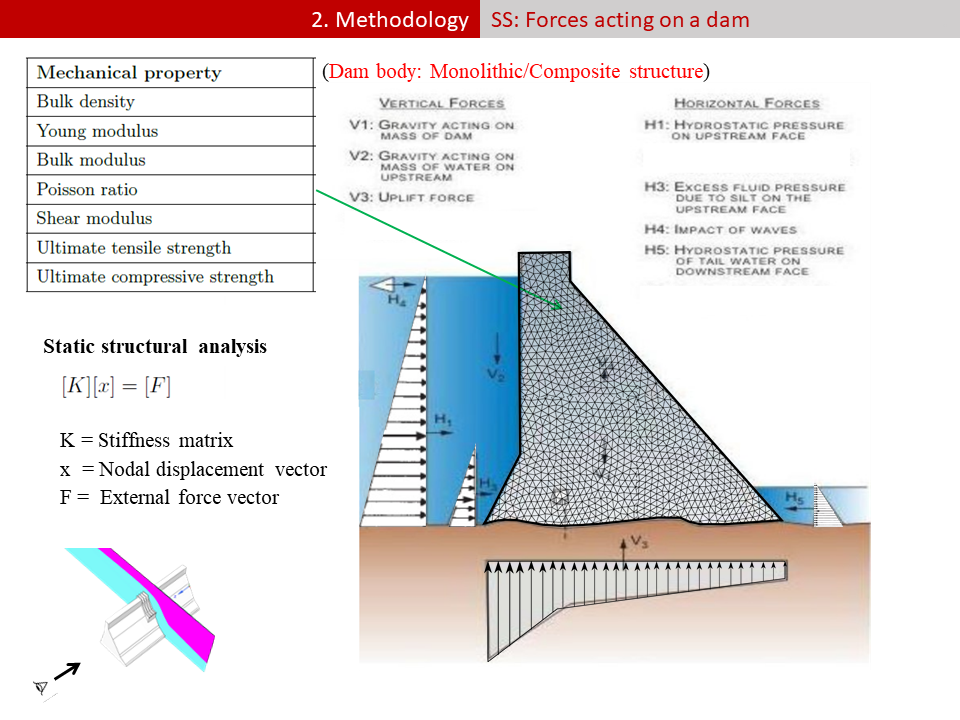 2. Methodology
SS: Forces acting on a dam
Mechanical property
Bulk density
Young modulus
Bulk modulus
Poisson ratio
Shear modulus
Ultimate tensile strength
Ultimate compressive strength
(Dam body: Monolithic/Composite structure)
VERTICAL FORCES
V1: GRAVITY ACTING ON
MASS OF DAM
V2: GRAVITY ACTING ON
MASS OF WATER ON
UPSTREAM
V3: UPLIFT FORCE
HORIZONTAL FORCES
H1: HYDROSTATIC PRESSURE
ON UPSTREAM FACE
H3: EXCESS FLUID PRESSURE
DUE TO SILT ON THE
UPSTREAM FACE
H4: IMPACT OF WAVES
H5: HYDROSTATIC PRESSURE
OF TAIL WATER ON
DOWNSTREAM FACE
Static structural analysis
[K][x] = [F]
K = Stiffness matrix
x = Nodal displacement vector
F = External force vector
H4
V2
H1
H3
H5
V3